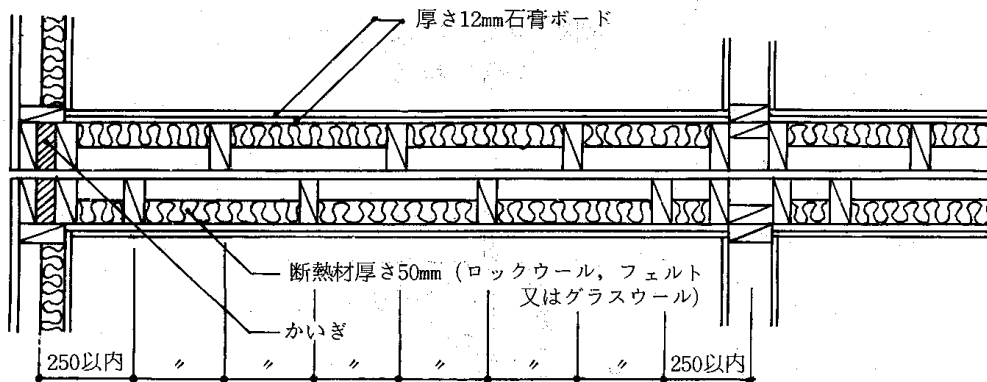 厚さ12mm石膏ボード
断熱材厚さ50mm (ロックウール, フェルト
又はグラスウール)
かいぎ
250以内 〃 〃 〃 〃 〃 〃 250以内